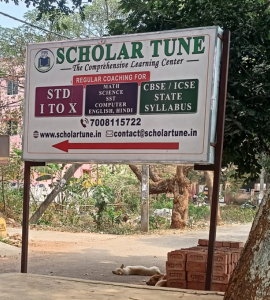 SCHOLAR TUNE
The Comprehensive Learning Center
REGULAR COACHING FOR
STD
I TO X
MATH
SCIENCE
SST
COMPUTER
ENGLISH, HINDI
CBSE / ICSE
STATE
SYLLABUS
7008115722
www.scholartune.in contact@scholartune.in